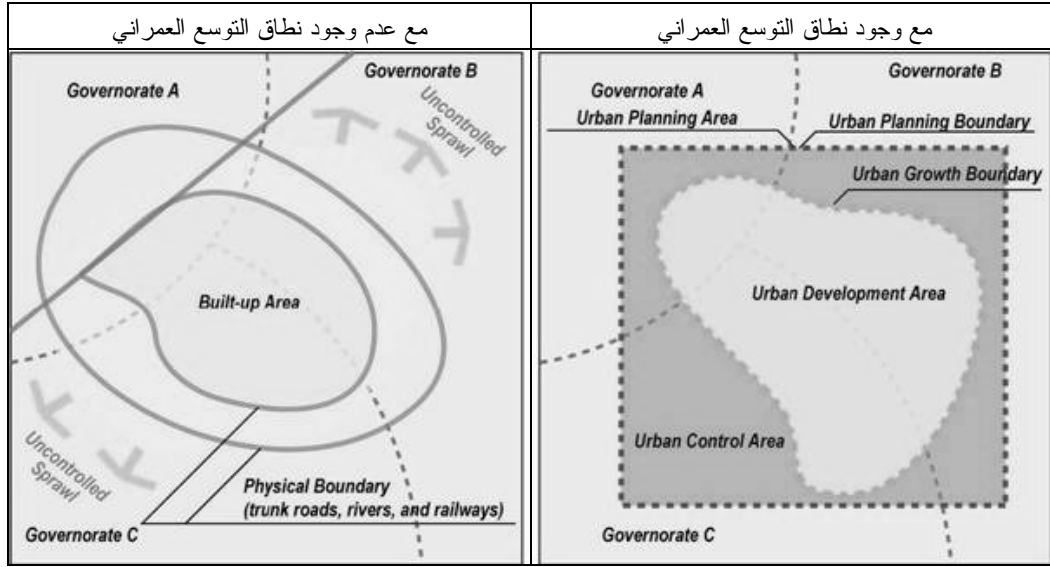 مع عدم وجود نطاق التوسع العمراني
مع وجود نطاق التوسع العمراني
Governorate A
Governorate B
Uncontrolled
Sprawl
Built-up Area
Uncontrolled
Sprawl
Physical Boundary
(trunk roads, rivers, and railways)
Governorate C
Governorate B
Governorate A
Urban Planning Area
Urban Planning Boundary
Urban Growth Boundary
Urban Development Area
Urban Control Area
Governorate C